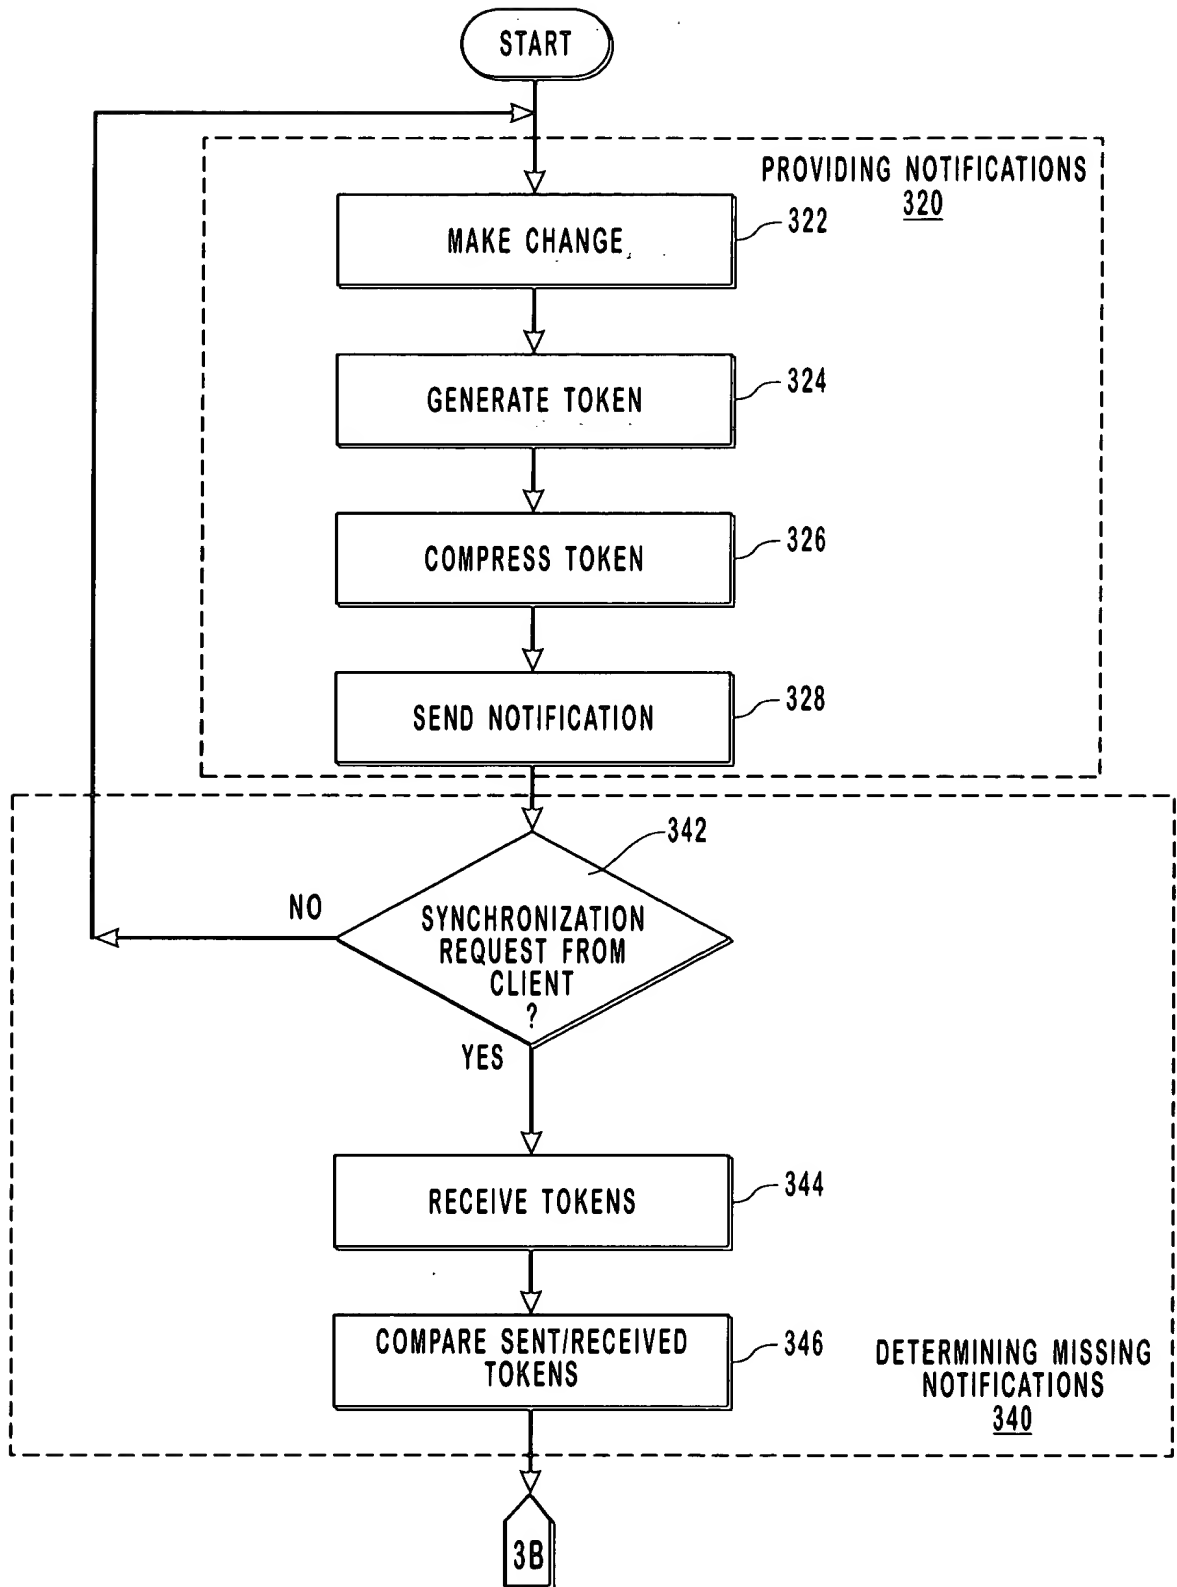 START
PROVIDING NOTIFICATIONS
320
MAKE CHANGE
322
GENERATE TOKEN
324
COMPRESS TOKEN
326
SEND NOTIFICATION
328
342
NO
SYNCHRONIZATION
REQUEST FROM
CLIENT
?
YES
RECEIVE TOKENS
344
COMPARE SENT/RECEIVED
TOKENS
346
DETERMINING MISSING
NOTIFICATIONS
340
3B